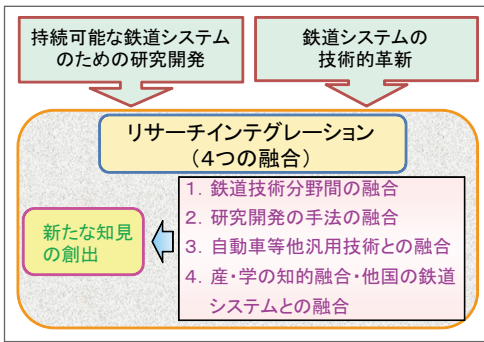 持続可能な鉄道システム
のための研究開発
鉄道システムの
技術的革新
リサーチインテグレーション
（４つの融合）
1. 鉄道技術分野間の融合
2. 研究開発の手法の融合
3. 自動車等他汎用技術との融合
4. 産・学の知的融合・他国の鉄道
システムとの融合
新たな知見
の創出